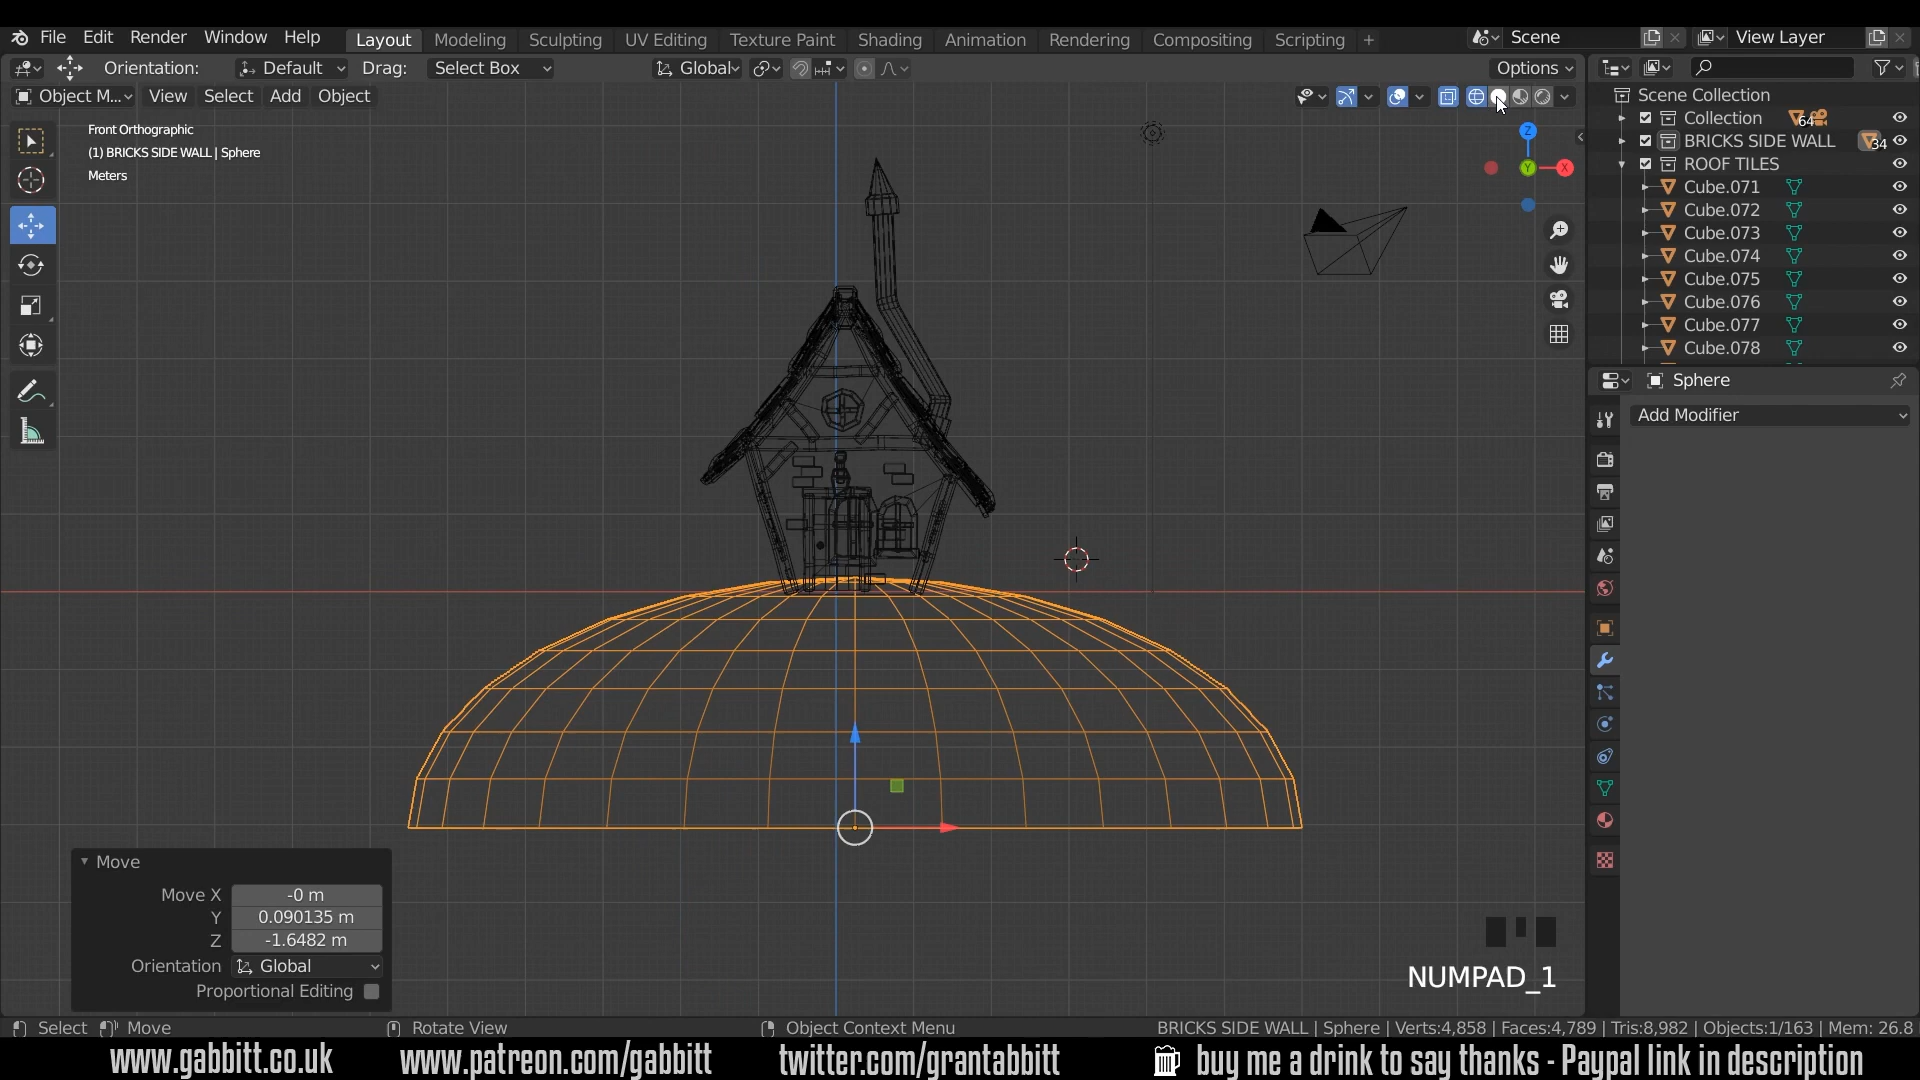 File Edit Render Window Help Layout Modeling Sculpting UV Editing Texture Paint Shading Animation Rendering Compositing Scripting + Scene View Layer
Orientation: Default Drag: Select Box Global Options
Object M... View Select Add Object
Front Orthographic
(1) BRICKS SIDE WALL | Sphere
Meters
Z
Y
X
Scene Collection
Collection 64
BRICKS SIDE WALL 34
ROOF TILES
Cube.071
Cube.072
Cube.073
Cube.074
Cube.075
Cube.076
Cube.077
Cube.078
Sphere
Add Modifier
Move
Move X -0 m
Y 0.090135 m
Z -1.6482 m
Orientation Global
Proportional Editing
NUMPAD_1
Select Move Rotate View Object Context Menu BRICKS SIDE WALL | Sphere | Verts:4,858 | Faces:4,789 | Tris:8,982 | Objects:1/163 | Mem: 26.8
www.gabbitt.co.uk www.patreon.com/gabbitt twitter.com/grantabbitt buy me a drink to say thanks - Paypal link in description